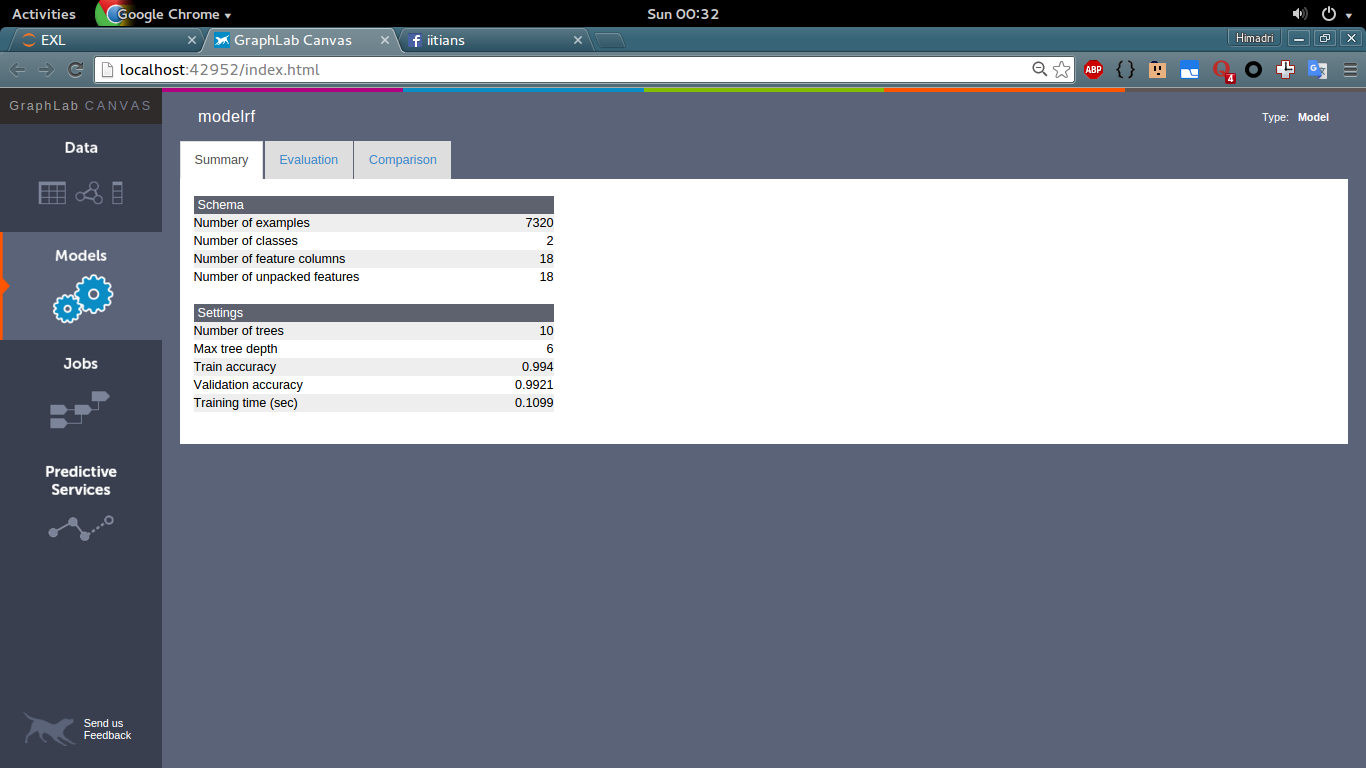 Activities
Google Chrome
Sun 00:32
EXL
GraphLab Canvas
iitians
Himadri
localhost:42952/index.html
ABP
4
GraphLab CANVAS
Data
Models
Jobs
Predictive
Services
Send us
Feedback
modelrf
Type: Model
Summary
Evaluation
Comparison
Schema
Number of examples 7320
Number of classes 2
Number of feature columns 18
Number of unpacked features 18
Settings
Number of trees 10
Max tree depth 6
Train accuracy 0.994
Validation accuracy 0.9921
Training time (sec) 0.1099